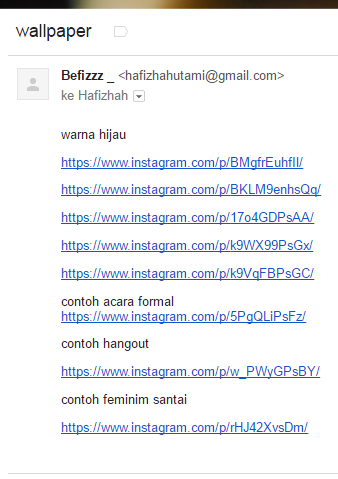 wallpaper
Befizzz _ <hafizhahutami@gmail.com>
ke Hafizhah
warna hijau
https://www.instagram.com/p/BMgfrEuhfII/
https://www.instagram.com/p/BKLM9enhsQq/
https://www.instagram.com/p/17o4GDPsAA/
https://www.instagram.com/p/k9WX99PsGx/
https://www.instagram.com/p/k9VqFBPsGC/
contoh acara formal
https://www.instagram.com/p/5PgQLiPsFz/
contoh hangout
https://www.instagram.com/p/w_PWyGPsBY/
contoh feminim santai
https://www.instagram.com/p/rHJ42XvsDm/